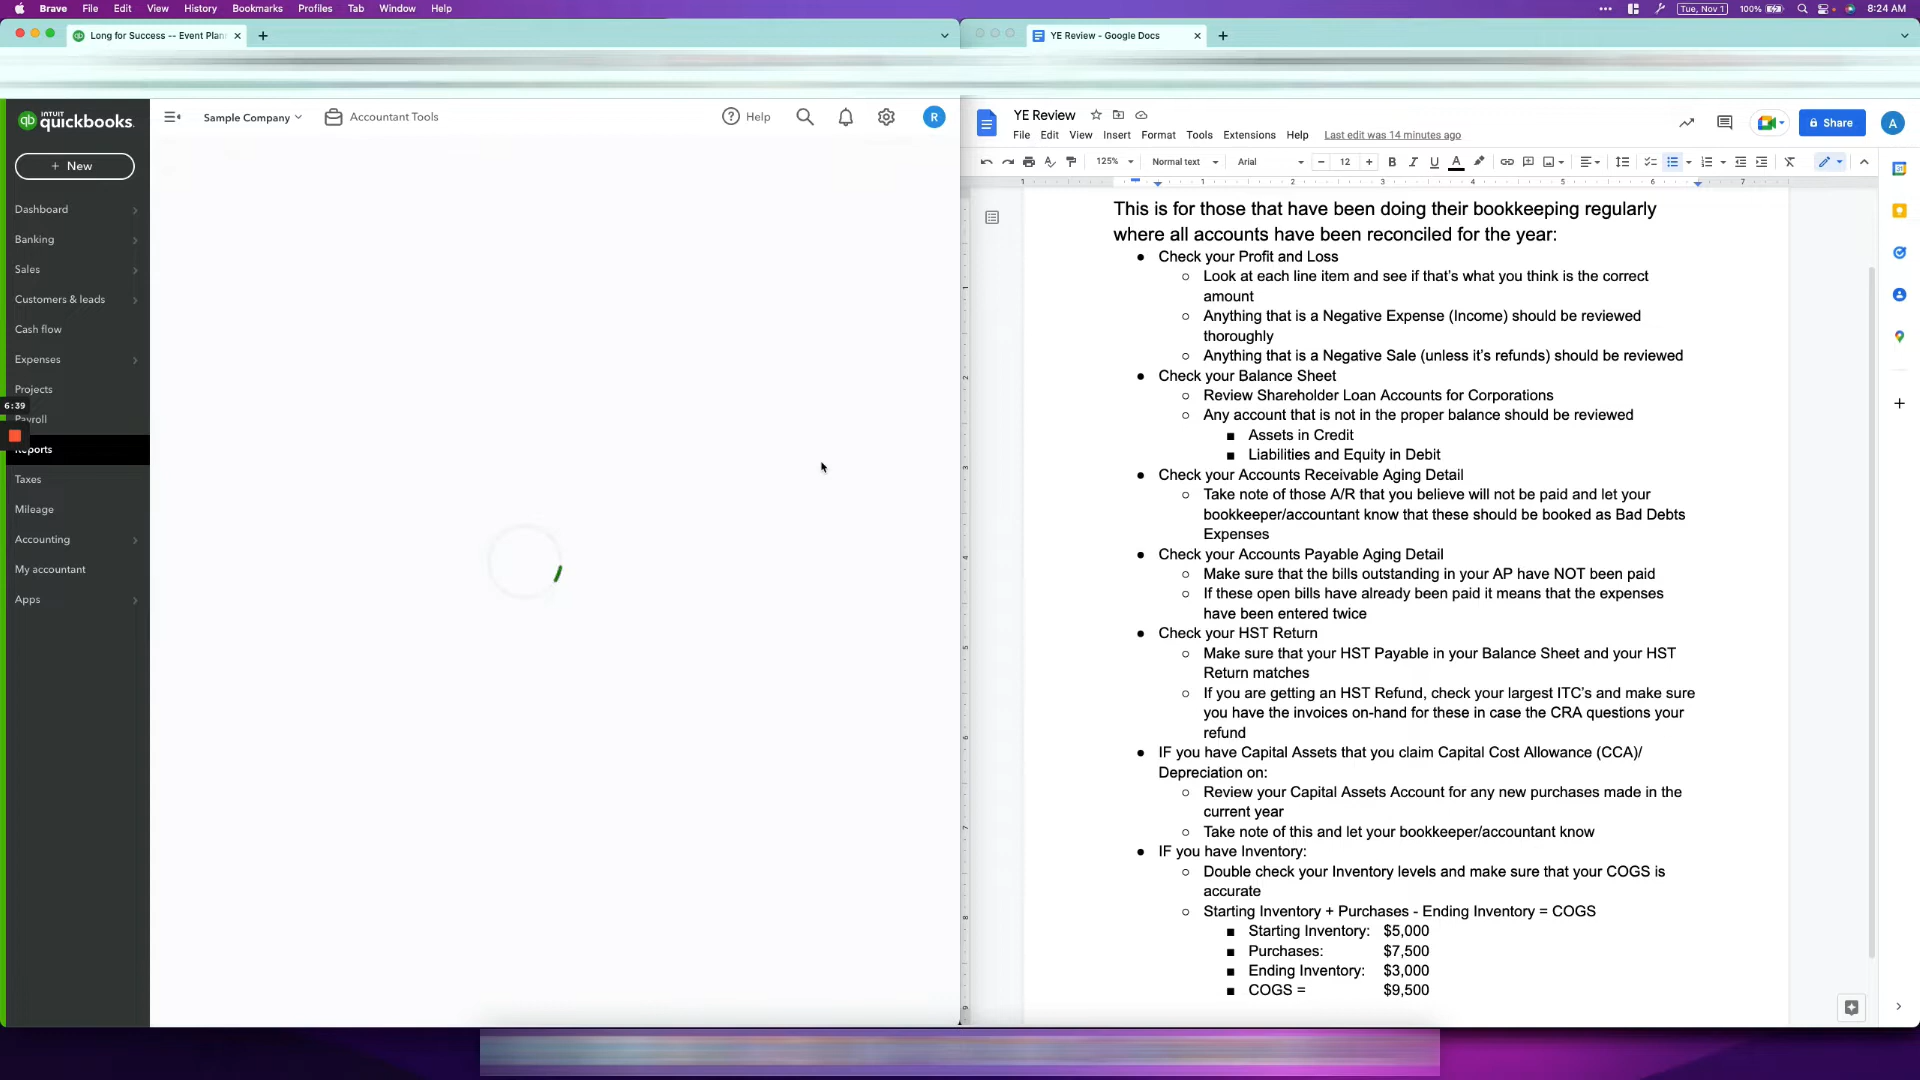 Brave File Edit View History Bookmarks Profiles Tab Window Help
Tue, Nov 1 100% 8:24 AM
Long for Success -- Event Plan
YE Review - Google Docs
INTUIT
quickbooks.
Sample Company
Accountant Tools
Help
R
+ New
Dashboard
Banking
Sales
Customers & leads
Cash flow
Expenses
Projects
6:39
Payroll
Reports
Taxes
Mileage
Accounting
My accountant
Apps
YE Review
File Edit View Insert Format Tools Extensions Help Last edit was 14 minutes ago
Share
A
125% Normal text Arial - 12 + B I U A
1 1 2 3 4 5 6 7
This is for those that have been doing their bookkeeping regularly
where all accounts have been reconciled for the year:
● Check your Profit and Loss
○ Look at each line item and see if that's what you think is the correct
amount
○ Anything that is a Negative Expense (Income) should be reviewed
thoroughly
○ Anything that is a Negative Sale (unless it's refunds) should be reviewed
● Check your Balance Sheet
○ Review Shareholder Loan Accounts for Corporations
○ Any account that is not in the proper balance should be reviewed
■ Assets in Credit
■ Liabilities and Equity in Debit
● Check your Accounts Receivable Aging Detail
○ Take note of those A/R that you believe will not be paid and let your
bookkeeper/accountant know that these should be booked as Bad Debts
Expenses
● Check your Accounts Payable Aging Detail
○ Make sure that the bills outstanding in your AP have NOT been paid
○ If these open bills have already been paid it means that the expenses
have been entered twice
● Check your HST Return
○ Make sure that your HST Payable in your Balance Sheet and your HST
Return matches
○ If you are getting an HST Refund, check your largest ITC's and make sure
you have the invoices on-hand for these in case the CRA questions your
refund
● IF you have Capital Assets that you claim Capital Cost Allowance (CCA)/
Depreciation on:
○ Review your Capital Assets Account for any new purchases made in the
current year
○ Take note of this and let your bookkeeper/accountant know
● IF you have Inventory:
○ Double check your Inventory levels and make sure that your COGS is
accurate
○ Starting Inventory + Purchases - Ending Inventory = COGS
■ Starting Inventory: $5,000
■ Purchases: $7,500
■ Ending Inventory: $3,000
■ COGS = $9,500